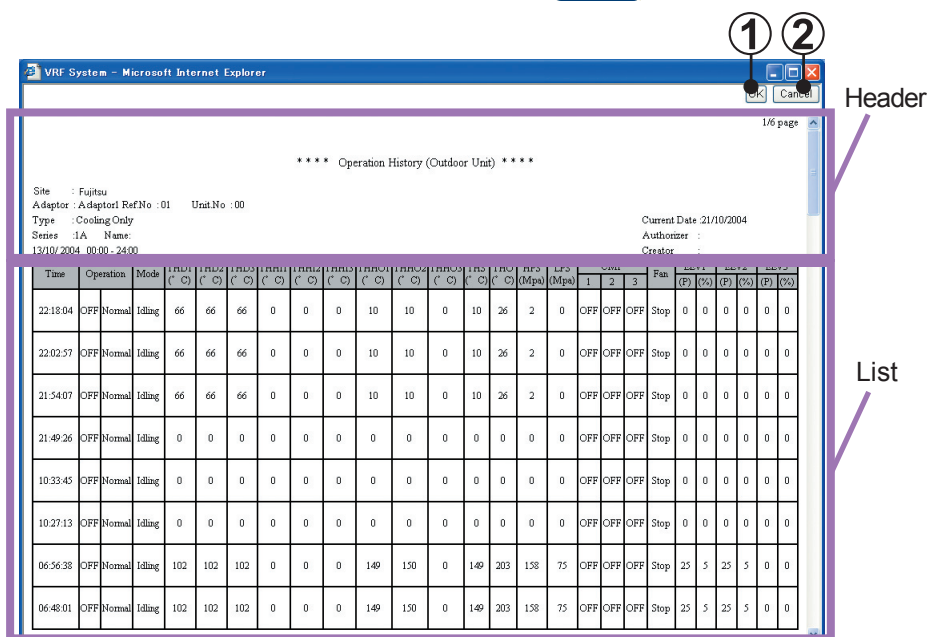 1 2
VRF System - Microsoft Internet Explorer
OK Cancel
Header
1/6 page
**** Operation History (Outdoor Unit) ****
Site : Fujitsu
Adaptor : Adaptor1 Ref.No : 01 Unit.No : 00
Type : Cooling Only Current Date :21/10/2004
Series :1A Name: Authorizer :
13/10/2004 00:00 - 24:00 Creator :
Time Operation Mode THD1 THD2 THD3 THHI1 THHI2 THHI3 THHO1 THHO2 THHO3 THS THO HPS LPS CMP Fan EEV1 EEV2 EEV3
(° C) (° C) (° C) (° C) (° C) (° C) (° C) (° C) (° C) (° C) (° C) (Mpa) (Mpa) 1 2 3 (P) (%) (P) (%) (P) (%)
22:18:04 OFF Normal Idling 66 66 66 0 0 0 10 10 0 10 26 2 0 OFF OFF OFF Stop 0 0 0 0 0 0
22:02:57 OFF Normal Idling 66 66 66 0 0 0 10 10 0 10 26 2 0 OFF OFF OFF Stop 0 0 0 0 0 0
List
21:54:07 OFF Normal Idling 66 66 66 0 0 0 10 10 0 10 26 2 0 OFF OFF OFF Stop 0 0 0 0 0 0
21:49:26 OFF Normal Idling 0 0 0 0 0 0 0 0 0 0 0 0 0 OFF OFF OFF Stop 0 0 0 0 0 0
10:33:45 OFF Normal Idling 0 0 0 0 0 0 0 0 0 0 0 0 0 OFF OFF OFF Stop 0 0 0 0 0 0
10:27:13 OFF Normal Idling 0 0 0 0 0 0 0 0 0 0 0 0 0 OFF OFF OFF Stop 0 0 0 0 0 0
06:56:38 OFF Normal Idling 102 102 102 0 0 0 149 150 0 149 203 158 75 OFF OFF OFF Stop 25 5 25 5 0 0
06:48:01 OFF Normal Idling 102 102 102 0 0 0 149 150 0 149 203 158 75 OFF OFF OFF Stop 25 5 25 5 0 0